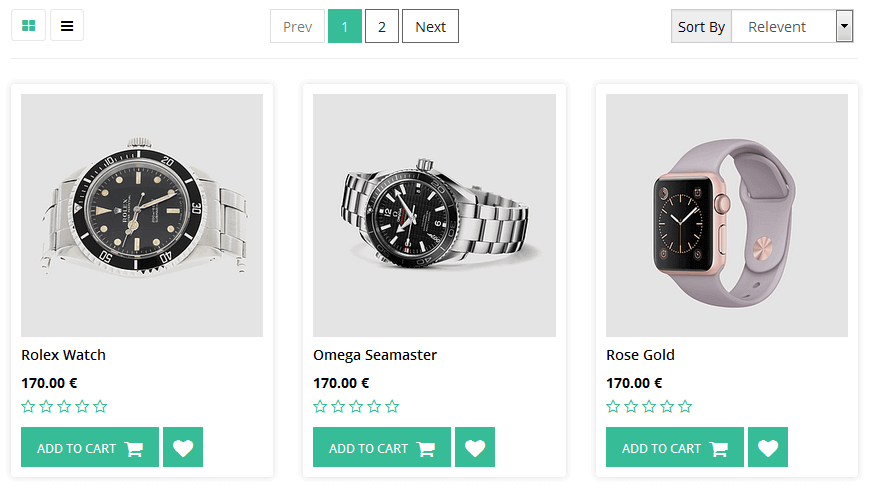 Prev 1 2 Next Sort By Relevent
ROLEX
Rolex Watch
170.00 €
ADD TO CART
Omega Seamaster
170.00 €
ADD TO CART
Rose Gold
170.00 €
ADD TO CART